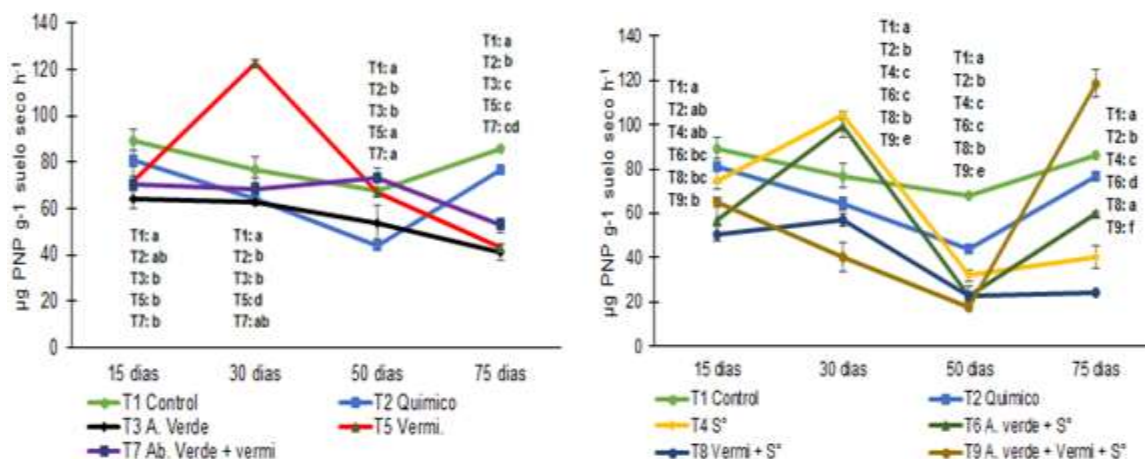 µg PNP g-1 suelo seco h-1
140
120
100
80
60
40
20
0
T1: a
T2: ab
T3: b
T5: b
T7: b
T1: a
T2: b
T3: b
T5: d
T7: ab
T1: a
T2: b
T3: b
T5: a
T7: a
T1: a
T2: b
T3: c
T5: c
T7: cd
15 dias
30 dias
50 dias
75 dias
T1 Control
T2 Quimico
T3 A. Verde
T5 Vermi.
T7 Ab. Verde + vermi
µg PNP g-1 suelo seco h-1
140
120
100
80
60
40
20
0
T1: a
T2: ab
T4: ab
T6: bc
T8: bc
T9: b
T1: a
T2: b
T4: c
T6: c
T8: b
T9: e
T1: a
T2: b
T4: c
T6: c
T8: b
T9: e
T1: a
T2: b
T4: c
T6: d
T8: a
T9: f
15 dias
30 dias
50 dias
75 dias
T1 Control
T2 Quimico
T4 S°
T6 A. verde + S°
T8 Vermi + S°
T9 A. verde + Vermi + S°